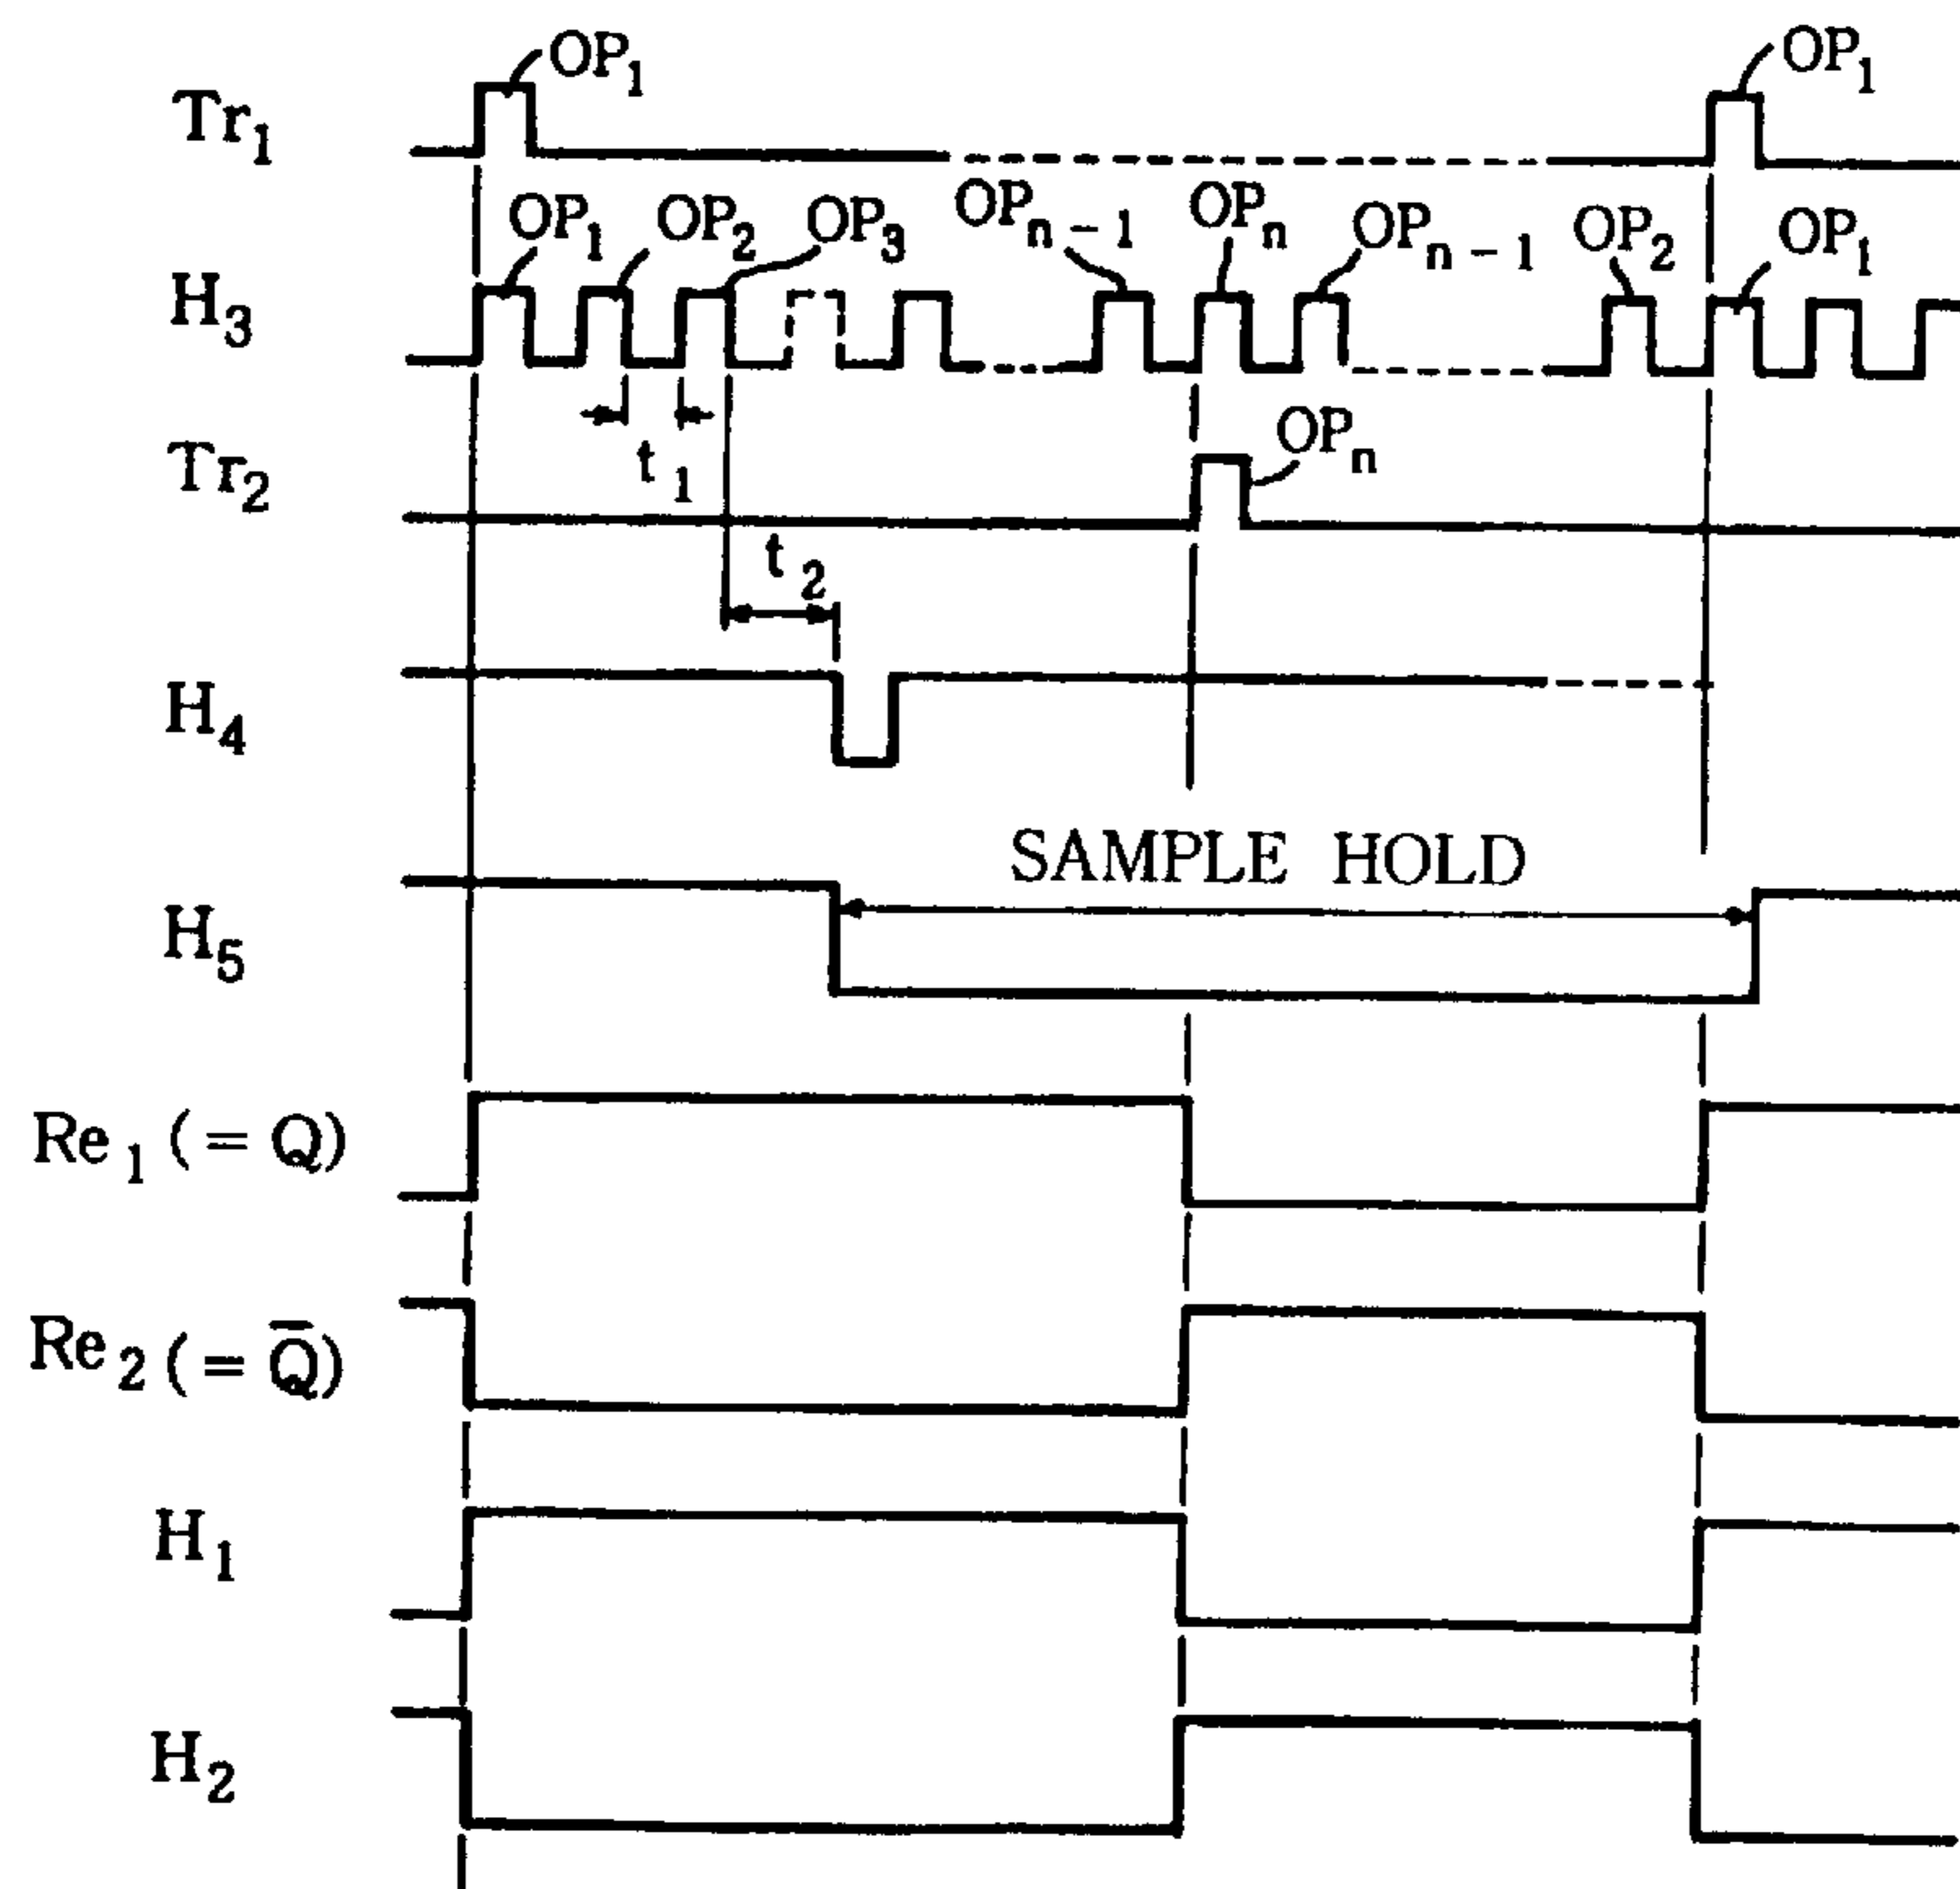 OP₁ OP₁
Tr₁
OP₁ OP₂ OP₃ OPₙ₋₁ OPₙ OPₙ₋₁ OP₂ OP₁
H₃
t₁ OPₙ
Tr₂
t₂
H₄
SAMPLE HOLD
H₅
Re₁ (= Q)
Re₂ (= Q̅)
H₁
H₂